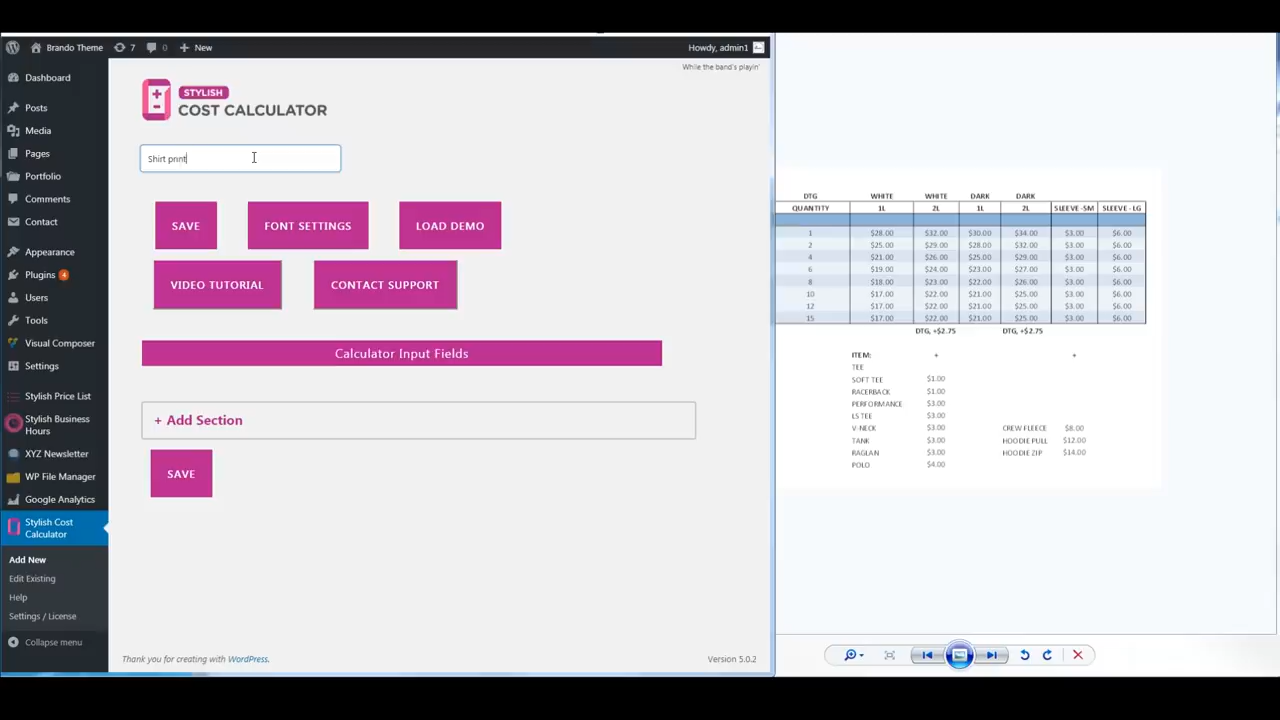 Brando Theme 7 0 New Howdy, admin1
While the band's playin'
Dashboard
Posts
Media
Pages
Portfolio
Comments
Contact
Appearance
Plugins 4
Users
Tools
Visual Composer
Settings
Stylish Price List
Stylish Business
Hours
XYZ Newsletter
WP File Manager
Google Analytics
Stylish Cost
Calculator
Add New
Edit Existing
Help
Settings / License
Collapse menu
STYLISH
COST CALCULATOR
Shirt print
SAVE FONT SETTINGS LOAD DEMO
VIDEO TUTORIAL CONTACT SUPPORT
Calculator Input Fields
+ Add Section
SAVE
Thank you for creating with WordPress. Version 5.0.2
DTG WHITE WHITE DARK DARK
QUANTITY 1L 2L 1L 2L SLEEVE -SM SLEEVE - LG
1 $28.00 $32.00 $30.00 $34.00 $3.00 $6.00
2 $25.00 $29.00 $28.00 $32.00 $3.00 $6.00
4 $21.00 $26.00 $25.00 $29.00 $3.00 $6.00
6 $19.00 $24.00 $23.00 $27.00 $3.00 $6.00
8 $18.00 $23.00 $22.00 $26.00 $3.00 $6.00
10 $17.00 $22.00 $21.00 $25.00 $3.00 $6.00
12 $17.00 $22.00 $21.00 $25.00 $3.00 $6.00
15 $17.00 $22.00 $21.00 $25.00 $3.00 $6.00
DTG, +$2.75 DTG, +$2.75
ITEM: + +
TEE
SOFT TEE $1.00
RACERBACK $1.00
PERFORMANCE $3.00
LS TEE $3.00
V-NECK $3.00 CREW FLEECE $8.00
TANK $3.00 HOODIE PULL $12.00
RAGLAN $3.00 HOODIE ZIP $14.00
POLO $4.00